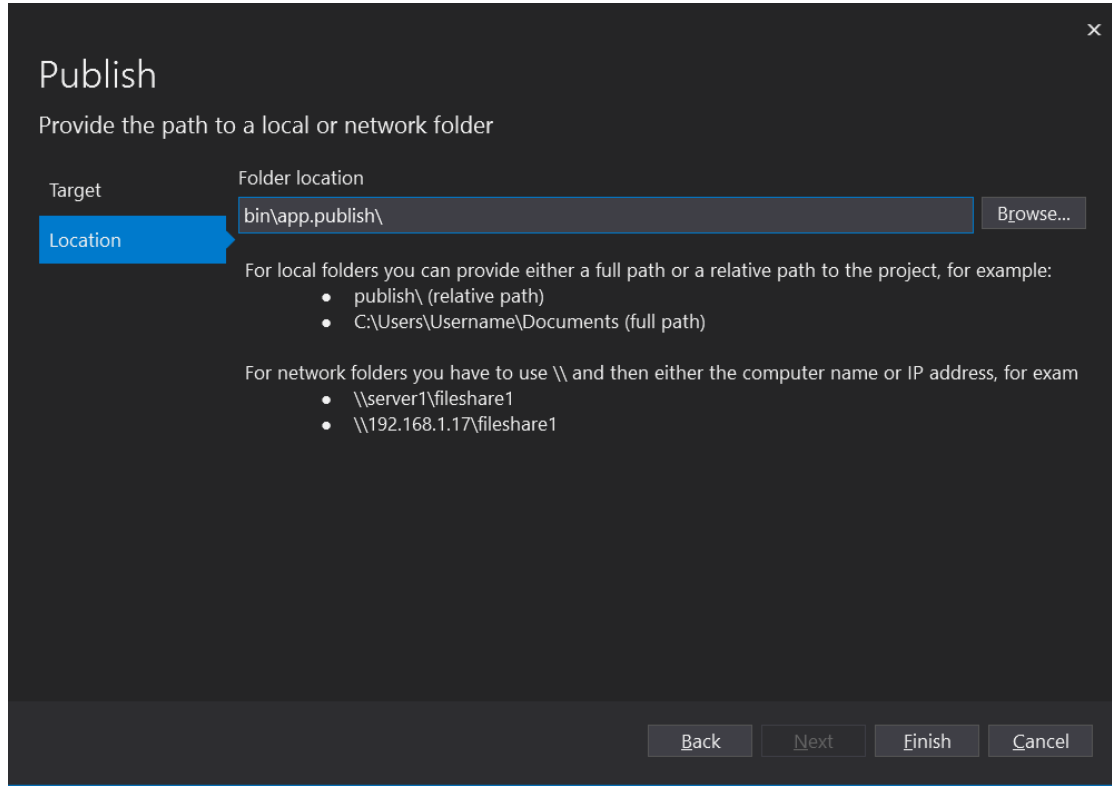 Publish
Provide the path to a local or network folder
Target
Location
Folder location
bin\app.publish\
Browse...
For local folders you can provide either a full path or a relative path to the project, for example:
● publish\ (relative path)
● C:\Users\Username\Documents (full path)
For network folders you have to use \\ and then either the computer name or IP address, for exam
● \\server1\fileshare1
● \\192.168.1.17\fileshare1
Back
Next
Finish
Cancel